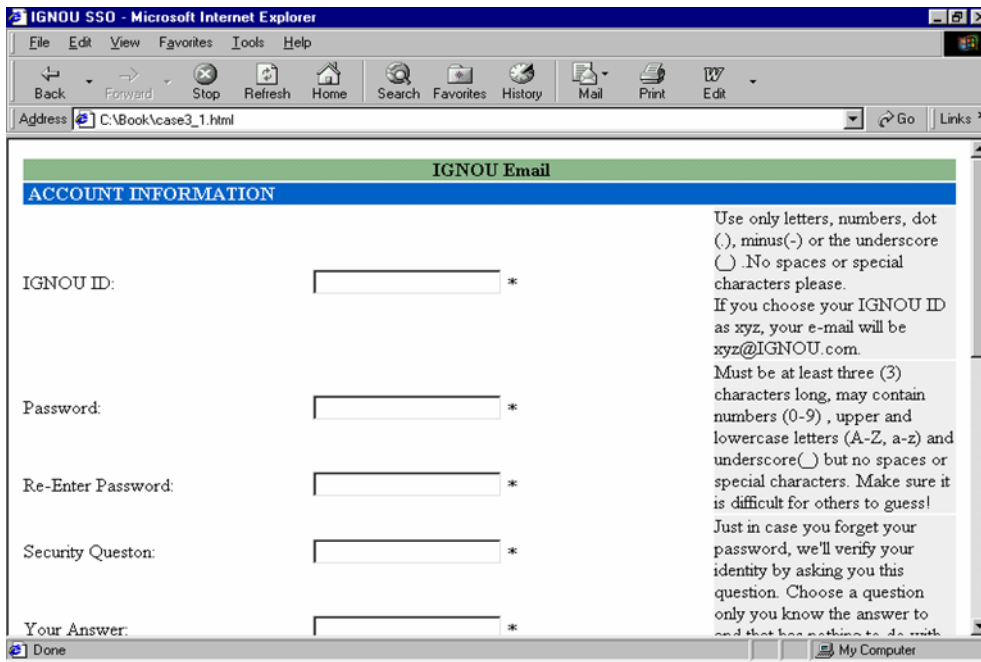 IGNOU SSO - Microsoft Internet Explorer
File Edit View Favorites Tools Help
Back Forward Stop Refresh Home Search Favorites History Mail Print Edit
Address C:\Book\case3_1.html Go Links
IGNOU Email
ACCOUNT INFORMATION
IGNOU ID: *
Use only letters, numbers, dot
(.), minus(-) or the underscore
(_) .No spaces or special
characters please.
If you choose your IGNOU ID
as xyz, your e-mail will be
xyz@IGNOU.com.
Password: *
Must be at least three (3)
characters long, may contain
numbers (0-9) , upper and
lowercase letters (A-Z, a-z) and
underscore(_) but no spaces or
special characters. Make sure it
is difficult for others to guess!
Re-Enter Password: *
Security Queston: *
Just in case you forget your
password, we'll verify your
identity by asking you this
question. Choose a question
only you know the answer to
and that has nothing to do with
Your Answer: *
Done My Computer